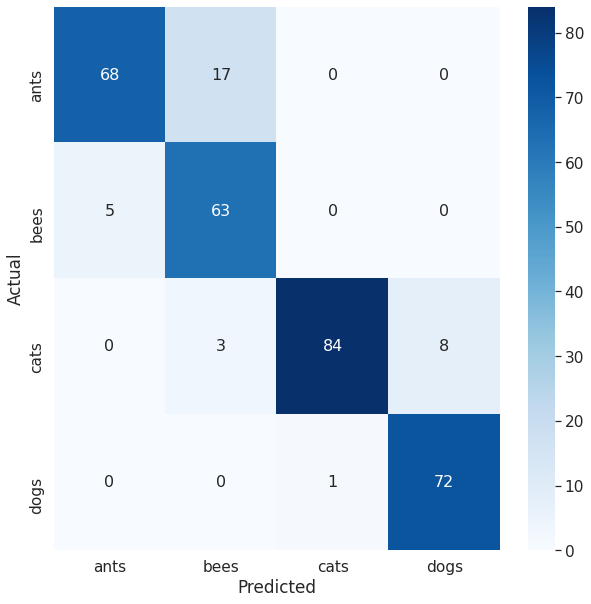 Actual
ants 68 17 0 0
bees 5 63 0 0
cats 0 3 84 8
dogs 0 0 1 72
ants bees cats dogs
Predicted
80
70
60
50
40
30
20
10
0